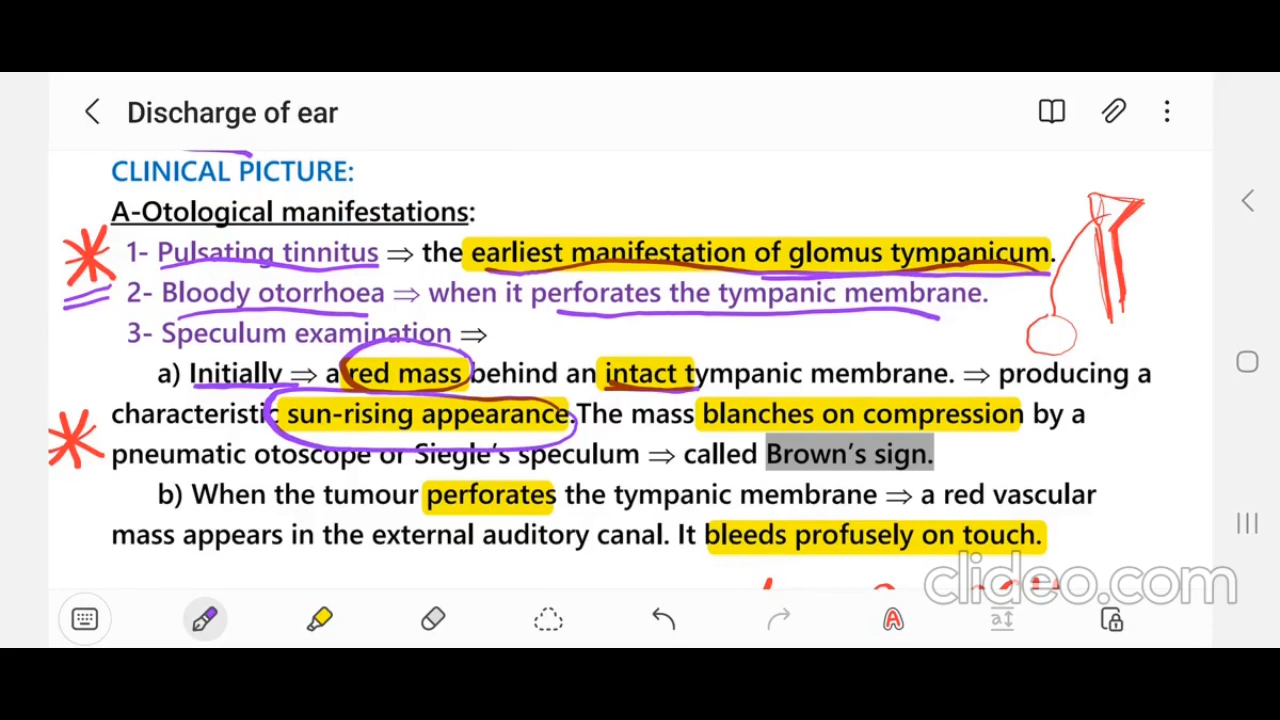 Discharge of ear
CLINICAL PICTURE:
A-Otological manifestations:
1- Pulsating tinnitus ⇒ the earliest manifestation of glomus tympanicum.
2- Bloody otorrhoea ⇒ when it perforates the tympanic membrane.
3- Speculum examination ⇒
a) Initially ⇒ a red mass behind an intact tympanic membrane. ⇒ producing a
characteristic sun-rising appearance.The mass blanches on compression by a
pneumatic otoscope or Siegle's speculum ⇒ called Brown's sign.
b) When the tumour perforates the tympanic membrane ⇒ a red vascular
mass appears in the external auditory canal. It bleeds profusely on touch.
clideo.com